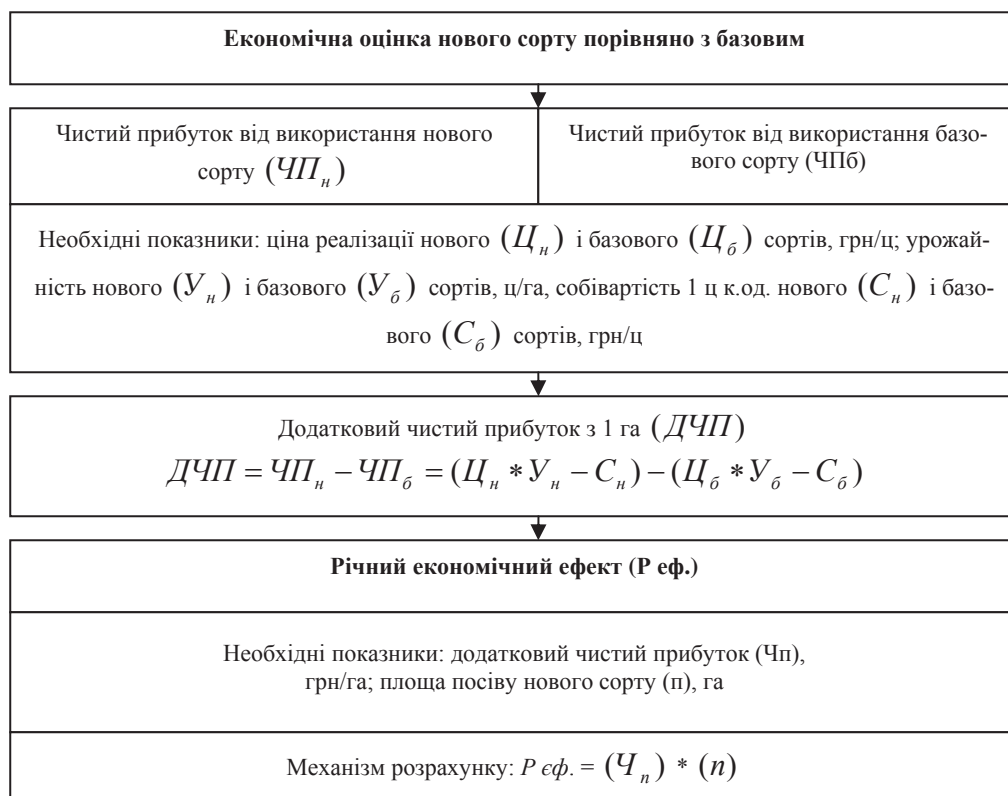 Економічна оцінка нового сорту порівняно з базовим
Чистий прибуток від використання нового
сорту (ЧП_н)
Чистий прибуток від використання базо-
вого сорту (ЧПб)
Необхідні показники: ціна реалізації нового (Ц_н) і базового (Ц_б) сортів, грн/ц; урожай-
ність нового (У_н) і базового (У_б) сортів, ц/га, собівартість 1 ц к.од. нового (С_н) і базо-
вого (С_б) сортів, грн/ц
Додатковий чистий прибуток з 1 га (ДЧП)
ДЧП = ЧП_н − ЧП_б = (Ц_н * У_н − С_н) − (Ц_б * У_б − С_б)
Річний економічний ефект (Р еф.)
Необхідні показники: додатковий чистий прибуток (Чп),
грн/га; площа посіву нового сорту (п), га
Механізм розрахунку: Р єф. = (Ч_n) * (n)